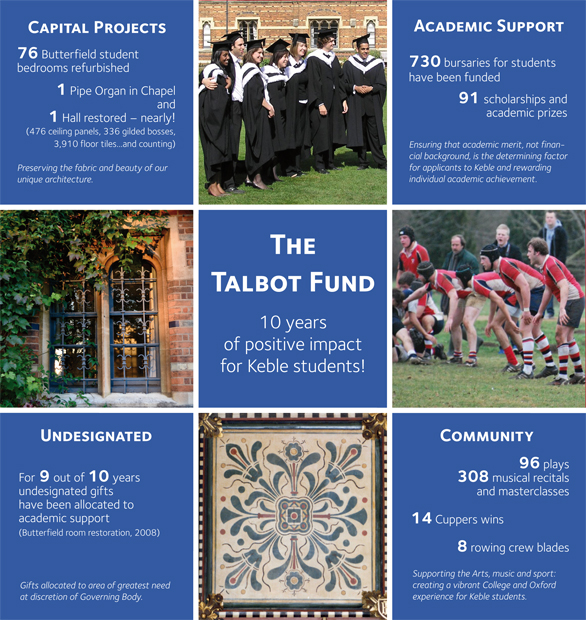 CAPITAL PROJECTS
76 Butterfield student
bedrooms refurbished
1 Pipe Organ in Chapel
and
1 Hall restored – nearly!
(476 ceiling panels, 336 gilded bosses,
3,910 floor tiles...and counting)
Preserving the fabric and beauty of our
unique architecture.
ACADEMIC SUPPORT
730 bursaries for students
have been funded
91 scholarships and
academic prizes
Ensuring that academic merit, not finan-
cial background, is the determining factor
for applicants to Keble and rewarding
individual academic achievement.
THE
TALBOT FUND
10 years
of positive impact
for Keble students!
UNDESIGNATED
For 9 out of 10 years
undesignated gifts
have been allocated to
academic support
(Butterfield room restoration, 2008)
Gifts allocated to area of greatest need
at discretion of Governing Body.
COMMUNITY
96 plays
308 musical recitals
and masterclasses
14 Cuppers wins
8 rowing crew blades
Supporting the Arts, music and sport:
creating a vibrant College and Oxford
experience for Keble students.